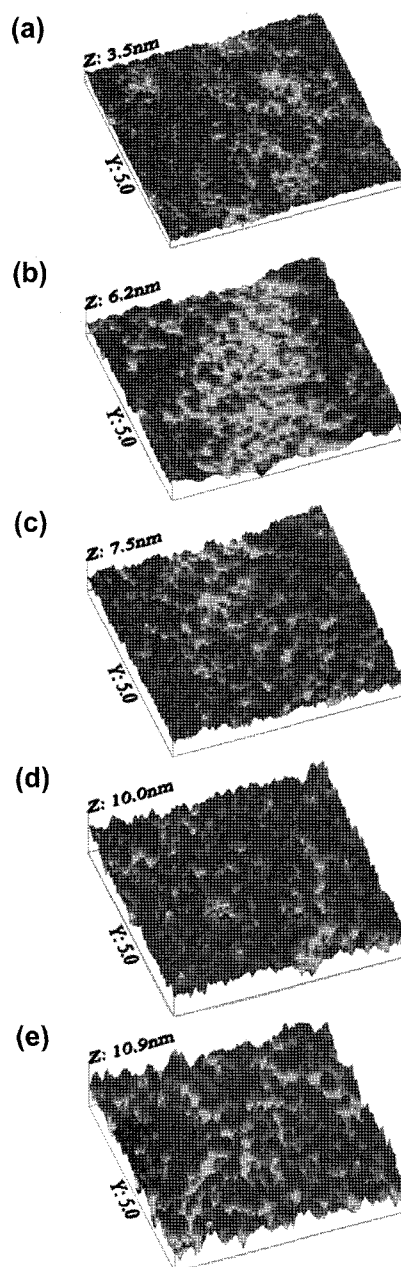 (a)
Z: 3.5nm
Y: 5.0
(b)
Z: 6.2nm
Y: 5.0
(c)
Z: 7.5nm
Y: 5.0
(d)
Z: 10.0nm
Y: 5.0
(e)
Z: 10.9nm
Y: 5.0